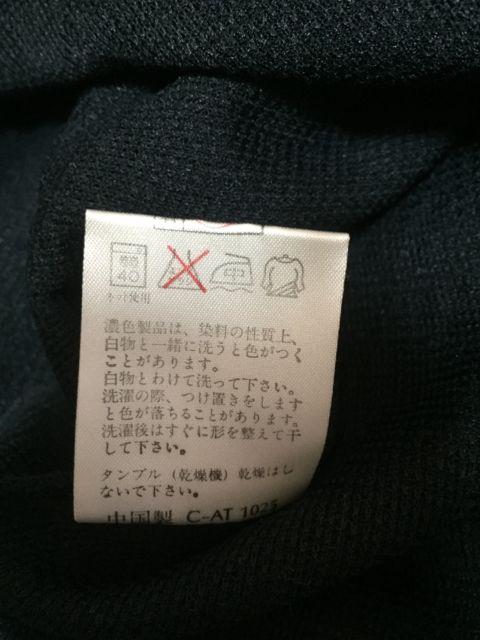 弱 40
ネット使用
中
濃色製品は、染料の性質上、
白物と一緒に洗うと色がつく
ことがあります。
白物とわけて洗って下さい。
洗濯の際、つけ置きをします
と色が落ちることがあります。
洗濯後はすぐに形を整えて干
して下さい。
タンブル (乾燥機) 乾燥はし
ないで下さい。
中国製 C-AT 1025